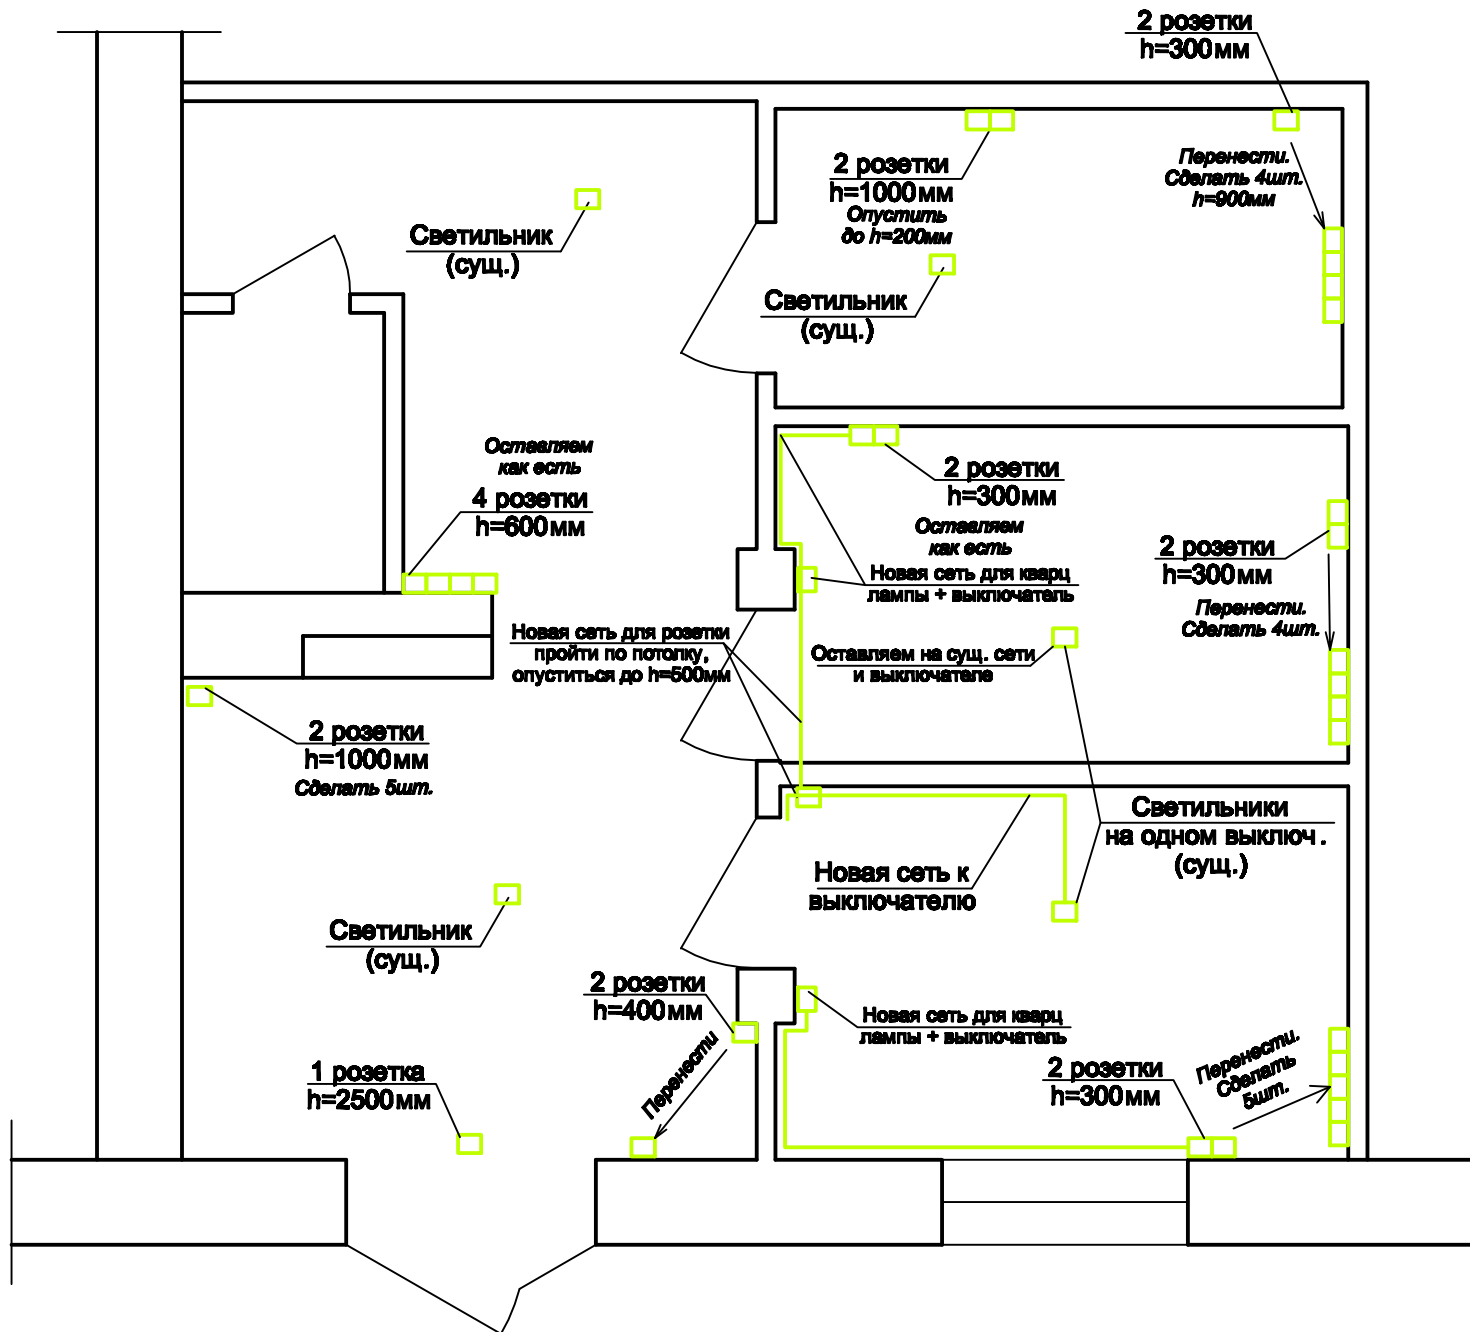 2 розетки
h=300мм
2 розетки
h=1000мм
Опустить
до h=200мм
Перенести.
Сделать 4шт.
h=900мм
Светильник
(сущ.)
Светильник
(сущ.)
Оставляем
как есть
4 розетки
h=600мм
2 розетки
h=300мм
Оставляем
как есть
2 розетки
h=300мм
Новая сеть для кварц
лампы + выключатель
Перенести.
Сделать 4шт.
Новая сеть для розетки
пройти по потолку,
опуститься до h=500мм
Оставляем на сущ. сети
и выключателе
2 розетки
h=1000мм
Сделать 5шт.
Светильники
на одном выключ.
(сущ.)
Новая сеть к
выключателю
Светильник
(сущ.)
2 розетки
h=400мм
Перенести
Новая сеть для кварц
лампы + выключатель
1 розетка
h=2500мм
2 розетки
h=300мм
Перенести.
Сделать
5шт.